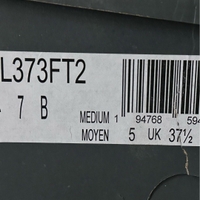 L373FT2
7 B
MEDIUM 1 94768 594
MOYEN 5 UK 37½